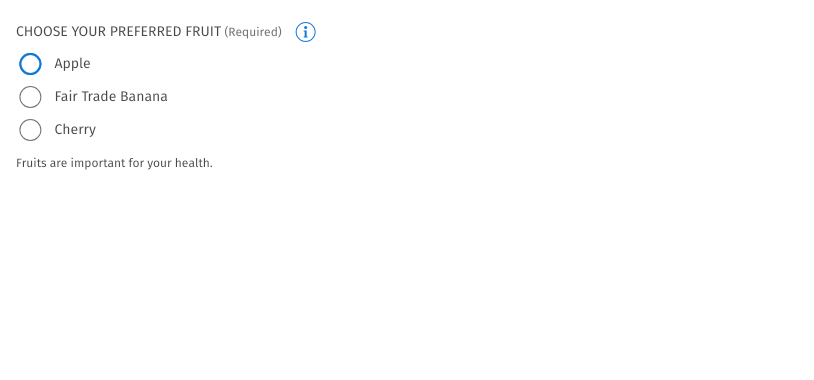 CHOOSE YOUR PREFERRED FRUIT (Required)
Apple
Fair Trade Banana
Cherry
Fruits are important for your health.